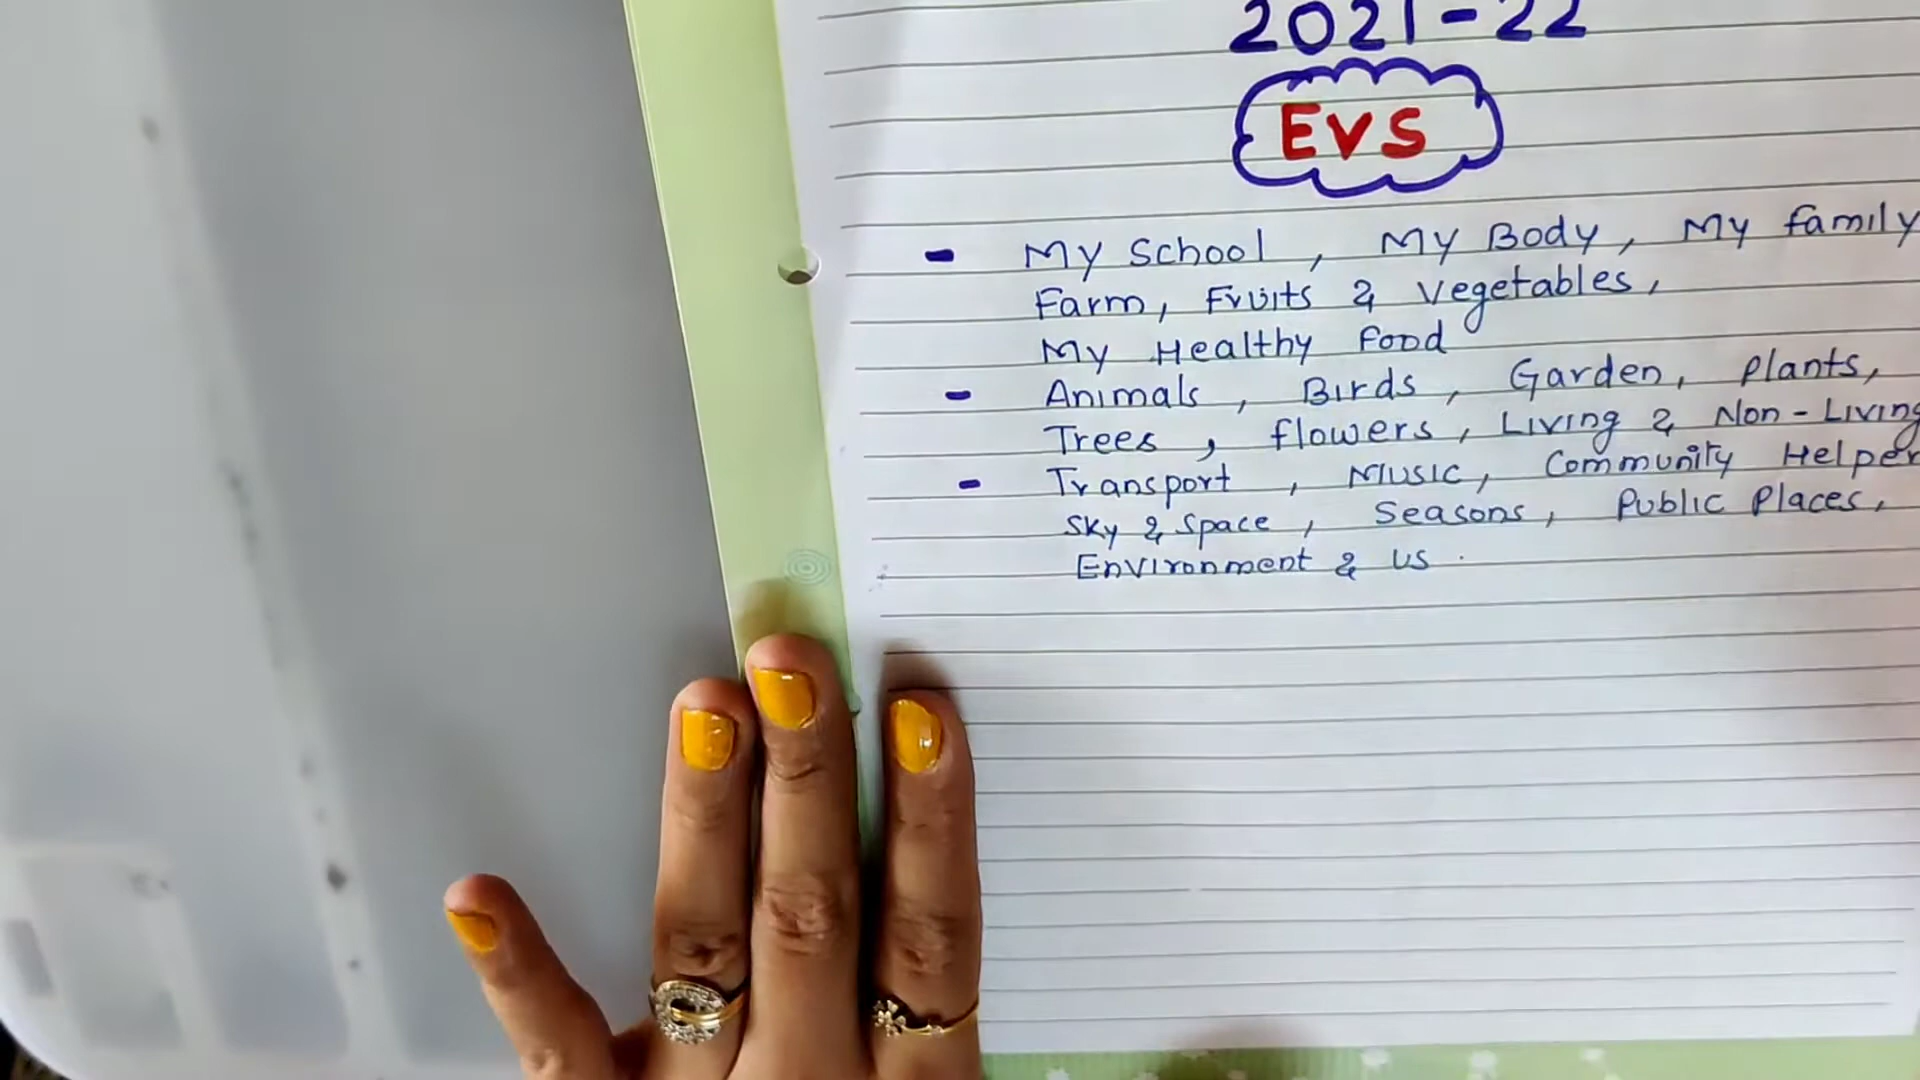 2021-22
EVS
- My School, My Body, My family
Farm, Fruits & Vegetables,
My Healthy Food
- Animals, Birds, Garden, Plants,
Trees, flowers, Living & Non-Living
- Transport, Music, Community Helper
Sky & Space, Seasons, Public Places,
Environment & us.